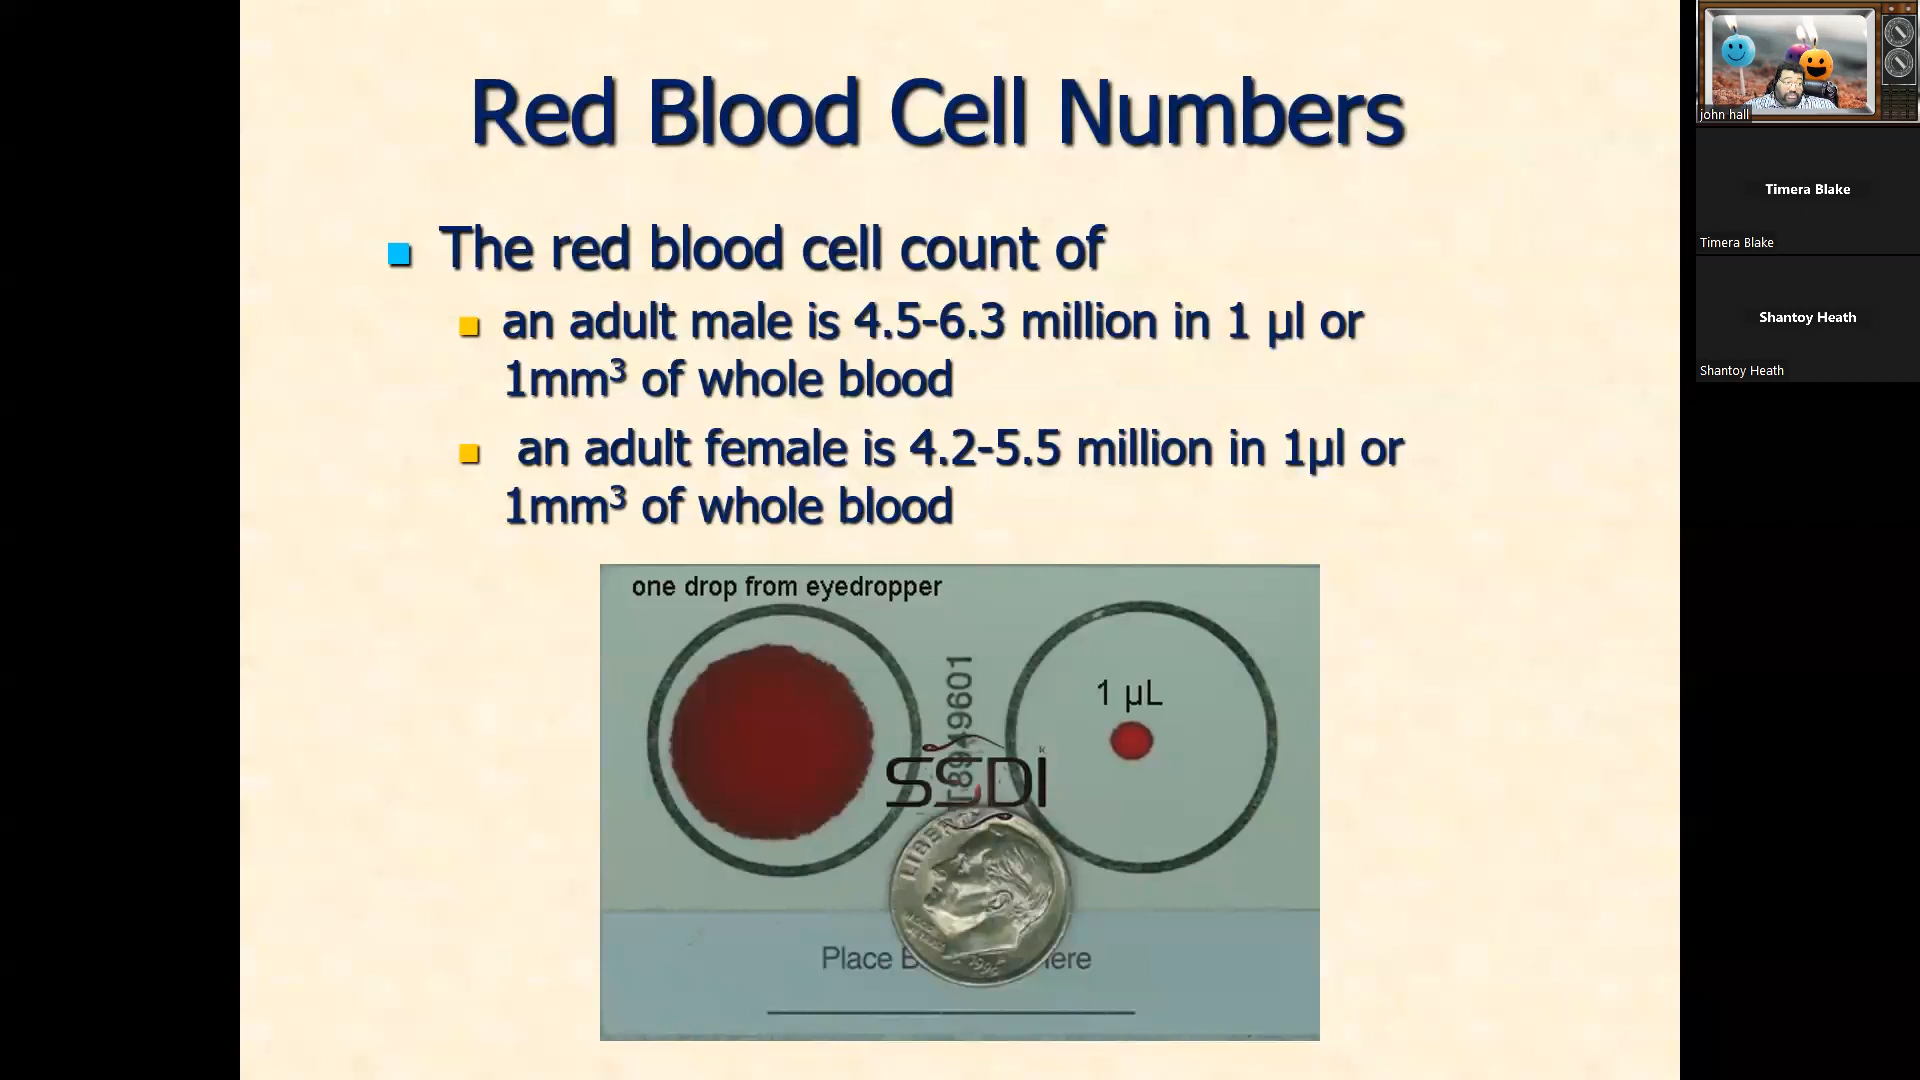 Red Blood Cell Numbers
The red blood cell count of
an adult male is 4.5-6.3 million in 1 µl or
1mm³ of whole blood
an adult female is 4.2-5.5 million in 1µl or
1mm³ of whole blood
one drop from eyedropper
1 µL
SSDI
LIBERTY
Place
john hall
Timera Blake
Timera Blake
Shantoy Heath
Shantoy Heath